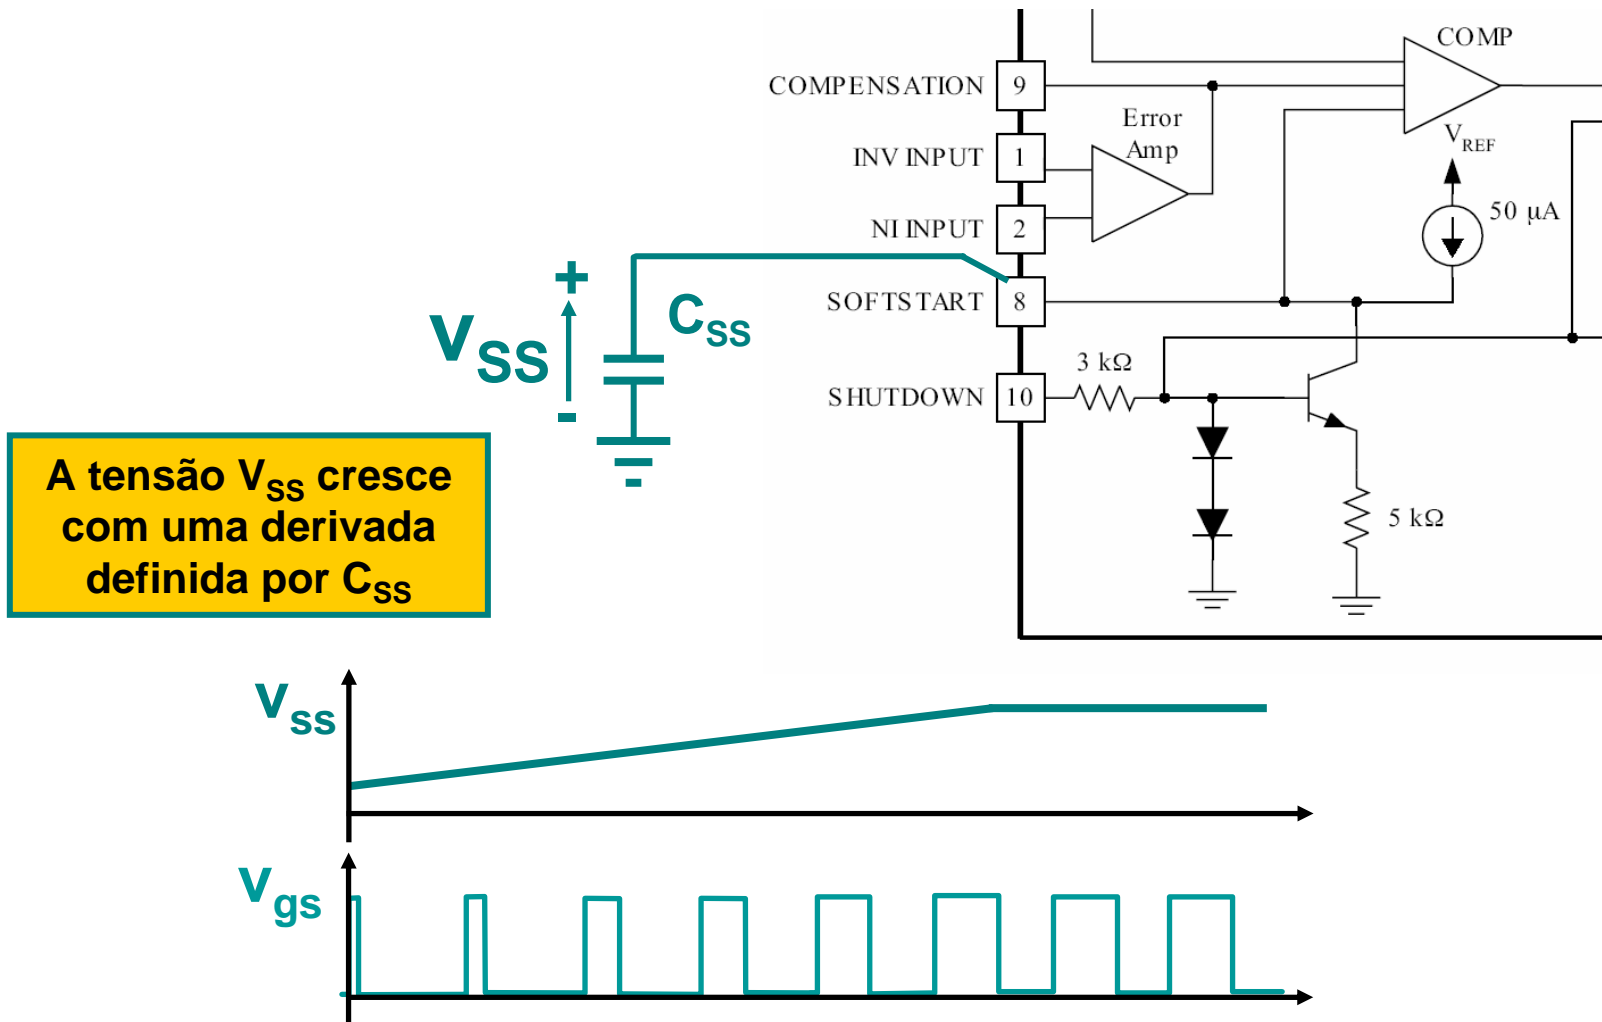 COMP
COMPENSATION 9
Error
Amp
V_REF
INV INPUT 1
50 µA
NI INPUT 2
+
C_SS
SOFTSTART 8
V_SS
3 kΩ
SHUTDOWN 10
-
A tensão V_SS cresce
com uma derivada
definida por C_SS
5 kΩ
V_ss
V_gs